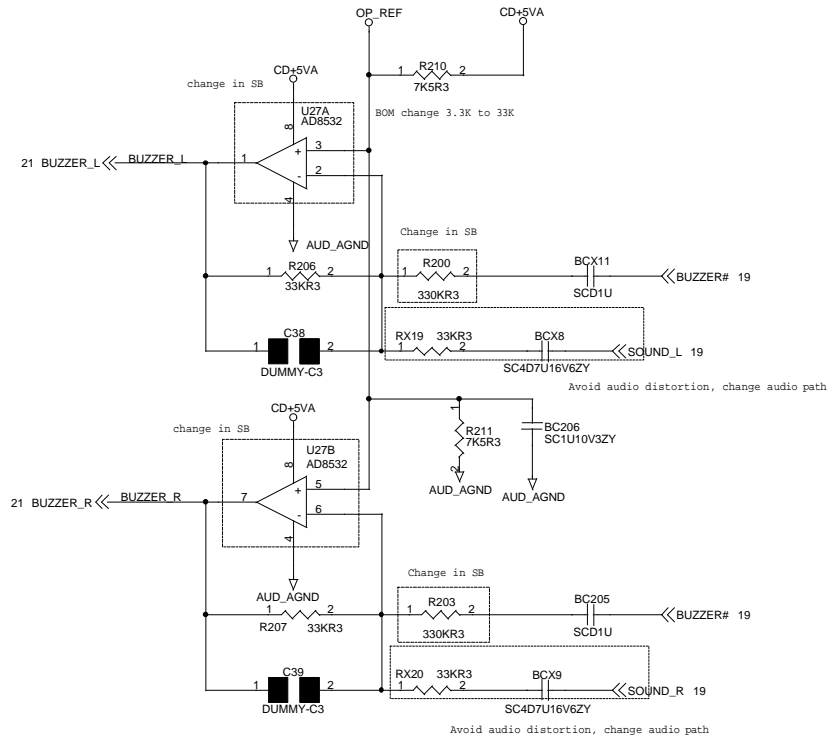 OP_REF
CD+5VA
R210
1 2
7K5R3
change in SB
CD+5VA
U27A
AD8532
BOM change 3.3K to 33K
8
3
+
21 BUZZER_L
BUZZER_L
1
2
-
4
AUD_AGND
Change in SB
R206
1 2
33KR3
R200
1 2
330KR3
BCX11
SCD1U
BUZZER# 19
C38
1 2
DUMMY-C3
RX19 33KR3
1 2
BCX8
SC4D7U16V6ZY
SOUND_L 19
Avoid audio distortion, change audio path
CD+5VA
change in SB
1
R211
7K5R3
2
AUD_AGND
BC206
SC1U10V3ZY
AUD_AGND
U27B
AD8532
8
5
+
21 BUZZER_R
BUZZER_R
7
6
-
4
AUD_AGND
Change in SB
1 2
R207 33KR3
R203
1 2
330KR3
BC205
SCD1U
BUZZER# 19
C39
1 2
DUMMY-C3
RX20 33KR3
1 2
BCX9
SC4D7U16V6ZY
SOUND_R 19
Avoid audio distortion, change audio path